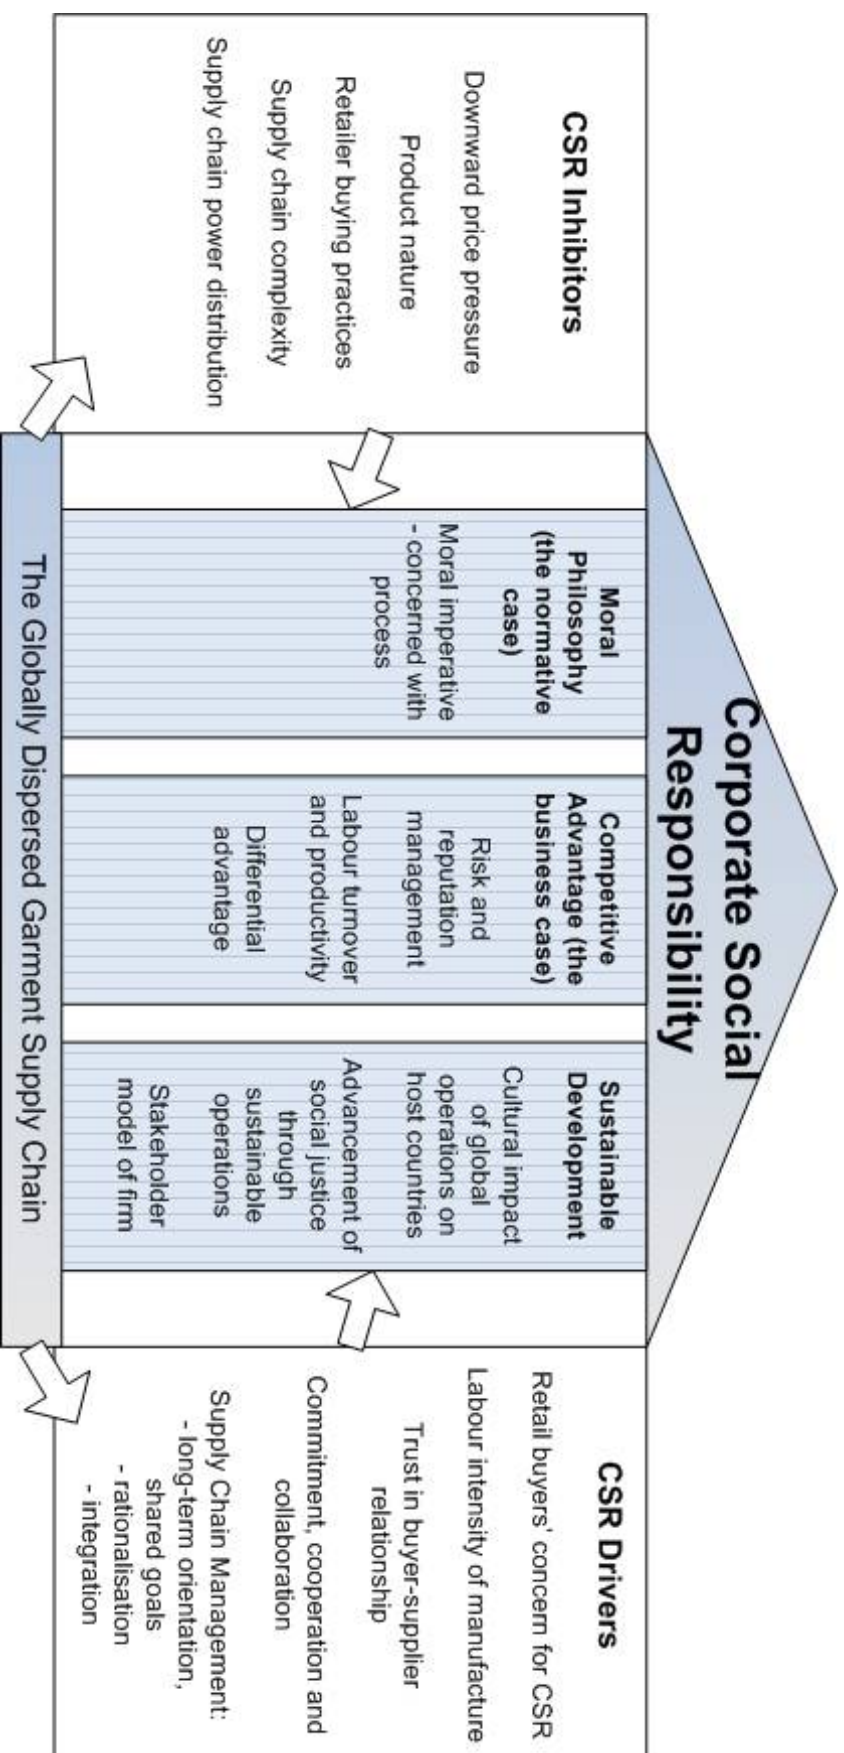 Corporate Social
Responsibility
CSR Inhibitors
Downward price pressure
Product nature
Retailer buying practices
Supply chain complexity
Supply chain power distribution
Moral
Philosophy
(the normative
case)
Moral imperative
- concerned with
process
Competitive
Advantage (the
business case)
Risk and
reputation
management
Labour turnover
and productivity
Differential
advantage
Sustainable
Development
Cultural impact
of global
operations on
host countries
Advancement of
social justice
through
sustainable
operations
Stakeholder
model of firm
CSR Drivers
Retail buyers' concern for CSR
Labour intensity of manufacture
Trust in buyer-supplier
relationship
Commitment, cooperation and
collaboration
Supply Chain Management:
- long-term orientation,
shared goals
- rationalisation
- integration
The Globally Dispersed Garment Supply Chain